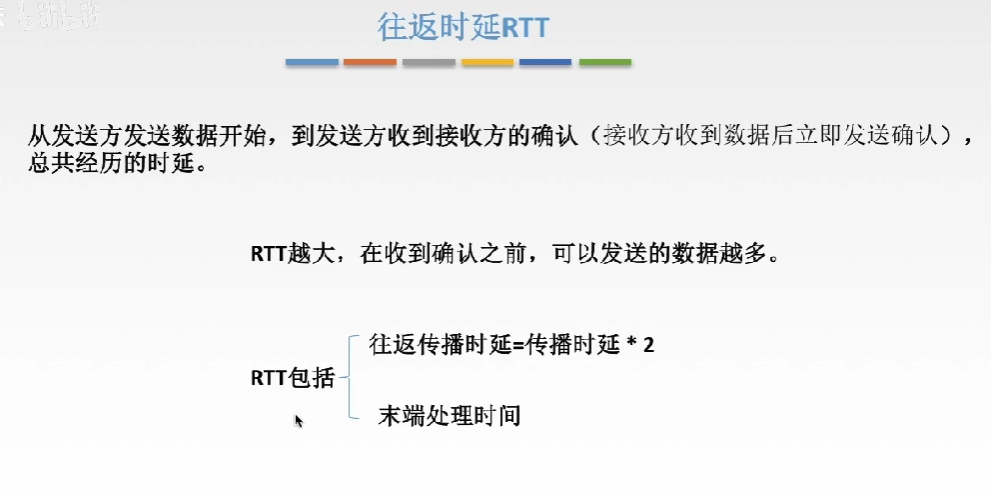 往返时延RTT
从发送方发送数据开始，到发送方收到接收方的确认（接收方收到数据后立即发送确认），
总共经历的时延。
RTT越大，在收到确认之前，可以发送的数据越多。
往返传播时延=传播时延 * 2
RTT包括
末端处理时间